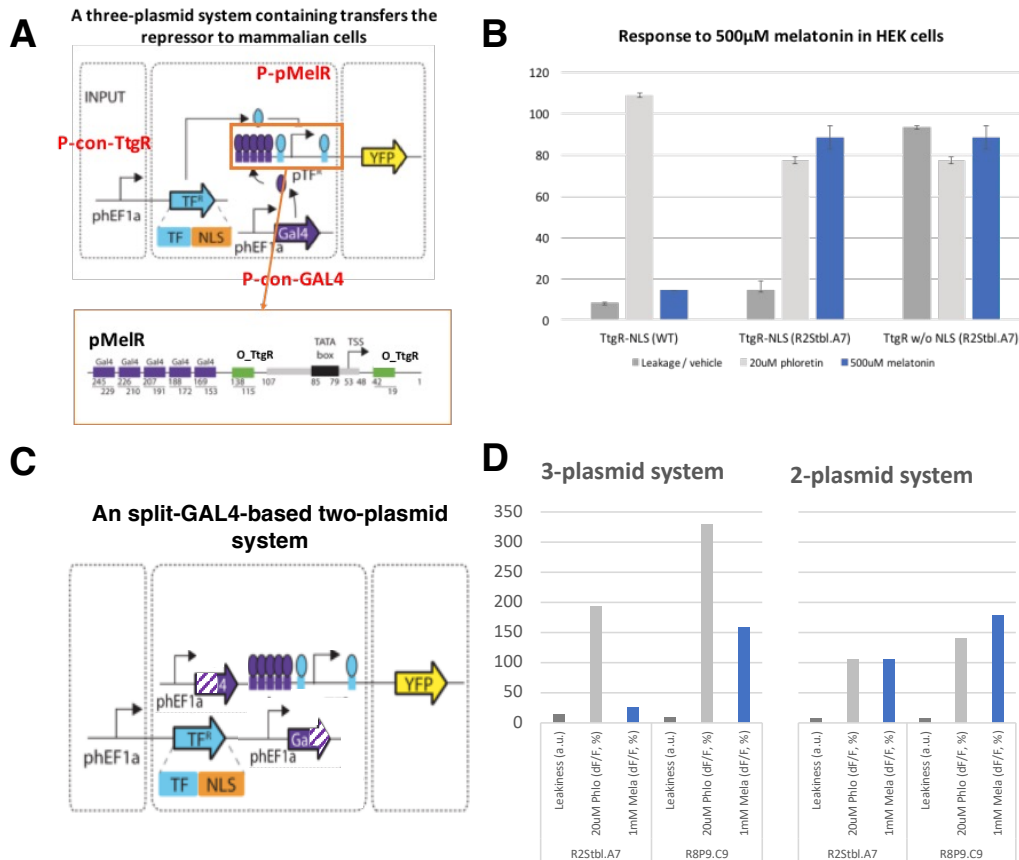 A
A three-plasmid system containing transfers the
repressor to mammalian cells
P-pMelR
INPUT
P-con-TtgR
pTF
YFP
phEF1a
TFR
TF NLS
phEF1a
Gal4
P-con-GAL4
pMelR
Gal4 Gal4 Gal4 Gal4 Gal4
O_TtgR
TATA
box
TSS
O_TtgR
245 226 210 207 188 169 138 107 85 79 53 48 42 1
229 210 191 172 153 115 19
B
Response to 500µM melatonin in HEK cells
120
100
80
60
40
20
0
TtgR-NLS (WT) TtgR-NLS (R2Stbl.A7) TtgR w/o NLS (R2Stbl.A7)
Leakage / vehicle 20uM phloretin 500uM melatonin
C
An split-GAL4-based two-plasmid
system
phEF1a
4
YFP
phEF1a
TFR
phEF1a
Ga
TF NLS
D
3-plasmid system
2-plasmid system
350
300
250
200
150
100
50
0
Leakiness (a.u.)
20uM Phlo (dF/F, %)
1mM Mela (dF/F, %)
Leakiness (a.u.)
20uM Phlo (dF/F, %)
1mM Mela (dF/F, %)
R2Stbl.A7 R8P9.C9
Leakiness (a.u.)
20uM Phlo (dF/F, %)
1mM Mela (dF/F, %)
Leakiness (a.u.)
20uM Phlo (dF/F, %)
1mM Mela (dF/F, %)
R2Stbl.A7 R8P9.C9